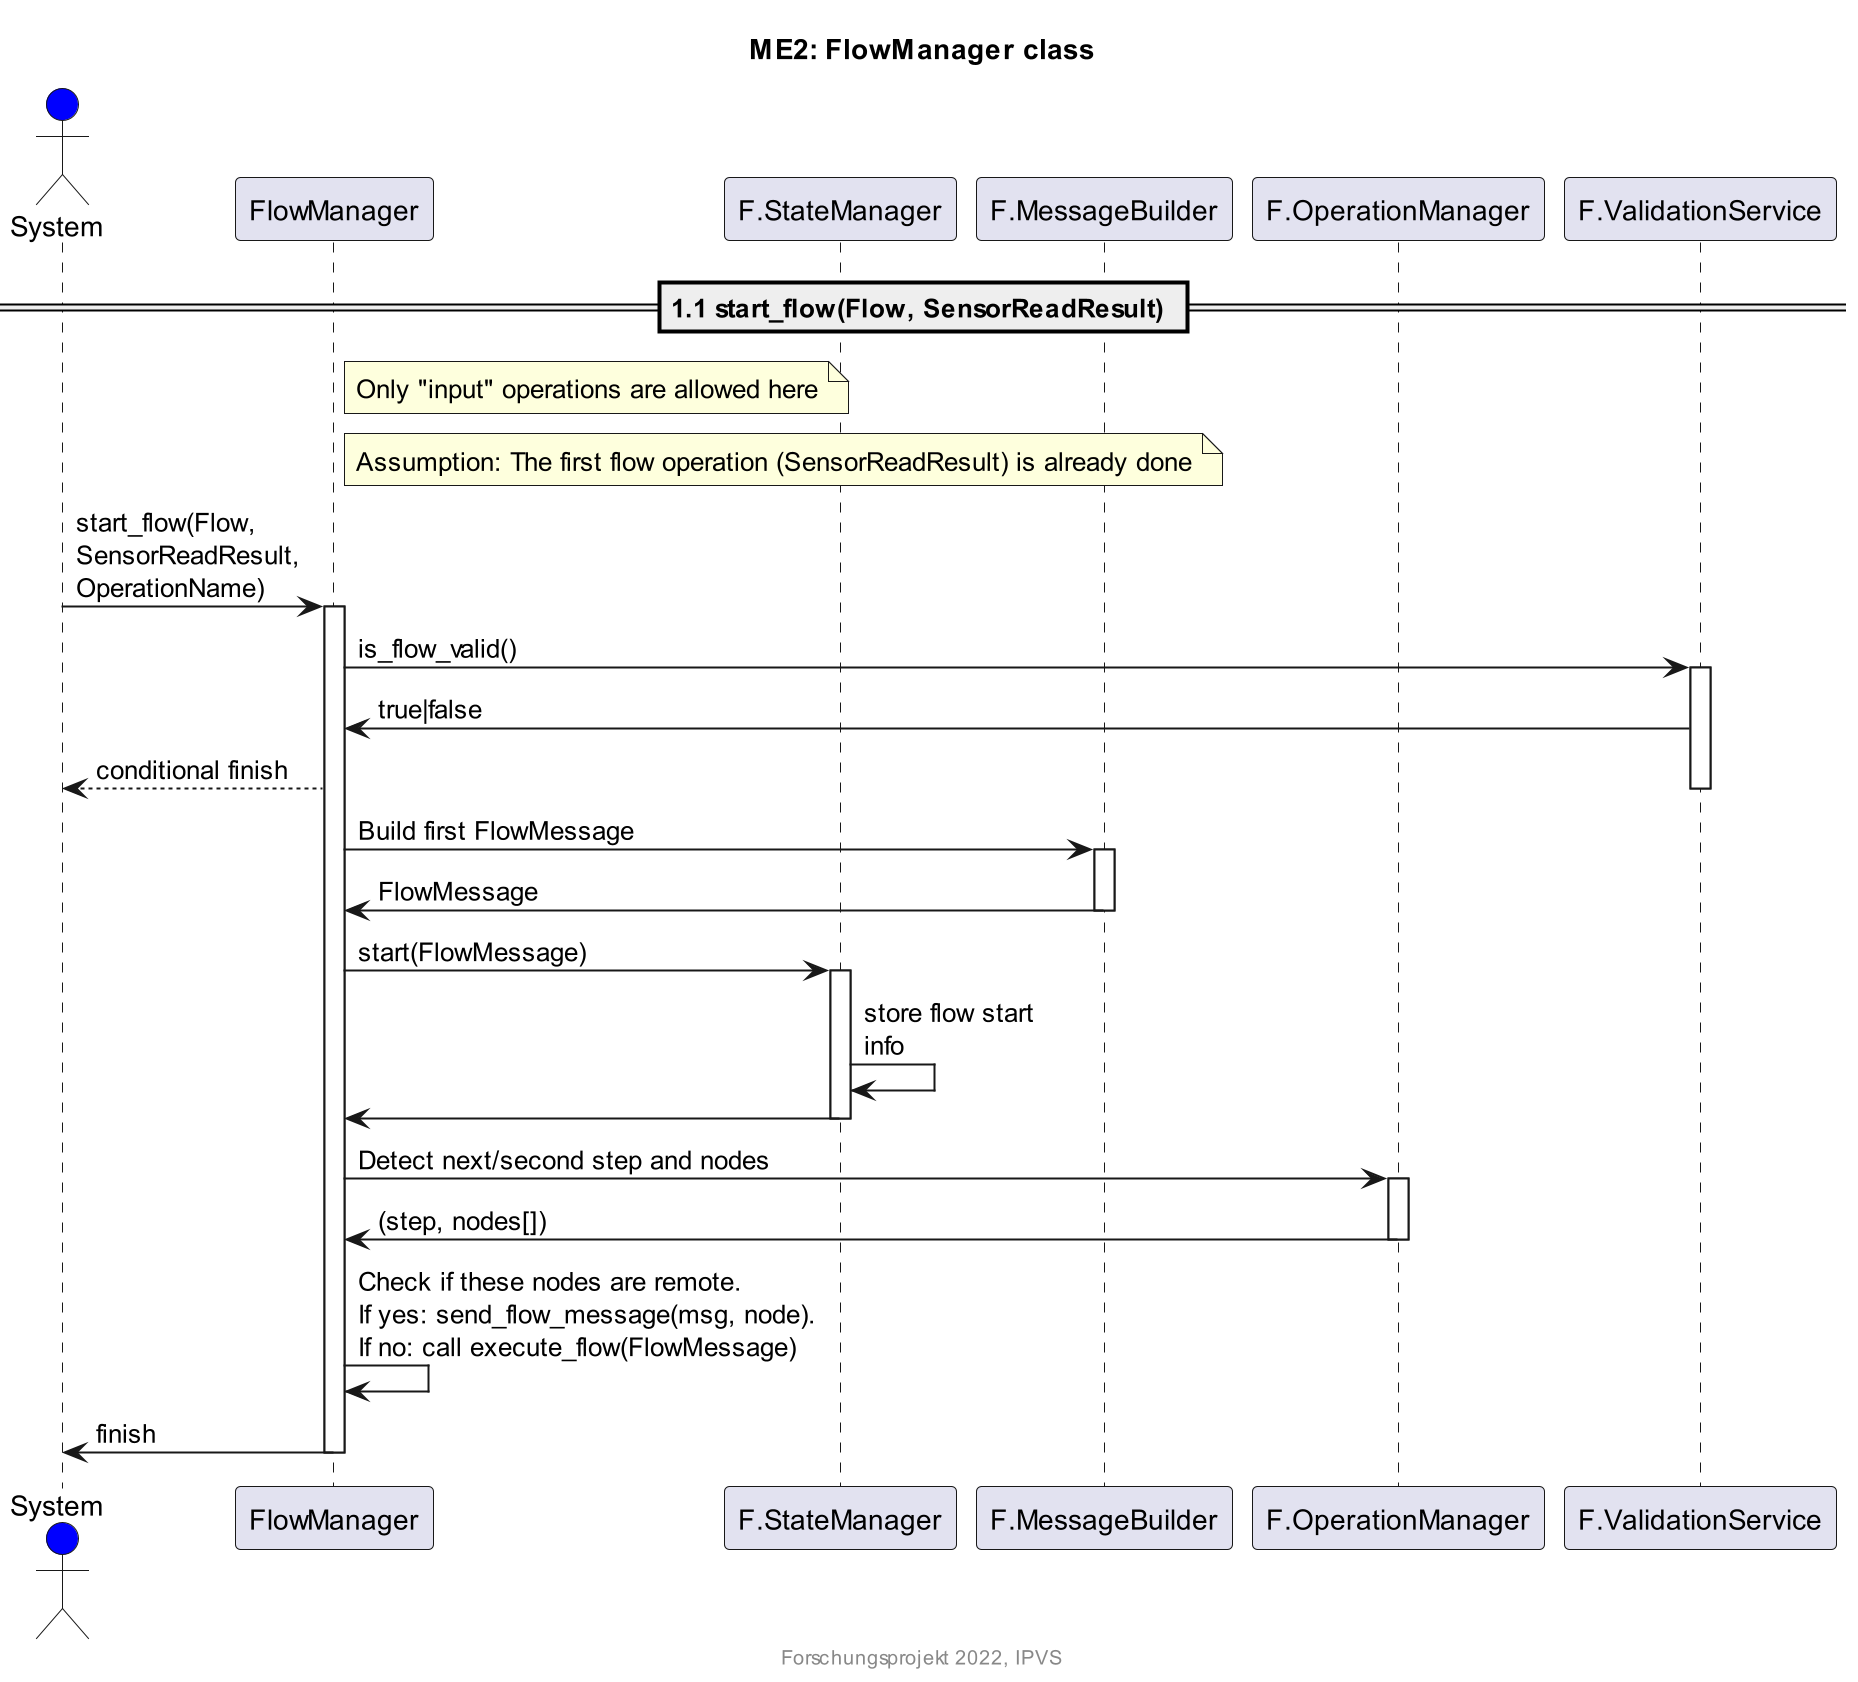 ME2: FlowManager class
System
FlowManager
F.StateManager
F.MessageBuilder
F.OperationManager
F.ValidationService
1.1 start_flow(Flow, SensorReadResult)
Only "input" operations are allowed here
Assumption: The first flow operation (SensorReadResult) is already done
start_flow(Flow,
SensorReadResult,
OperationName)
is_flow_valid()
true|false
conditional finish
Build first FlowMessage
FlowMessage
start(FlowMessage)
store flow start
info
Detect next/second step and nodes
(step, nodes[])
Check if these nodes are remote.
If yes: send_flow_message(msg, node).
If no: call execute_flow(FlowMessage)
finish
System
FlowManager
F.StateManager
F.MessageBuilder
F.OperationManager
F.ValidationService
Forschungsprojekt 2022, IPVS